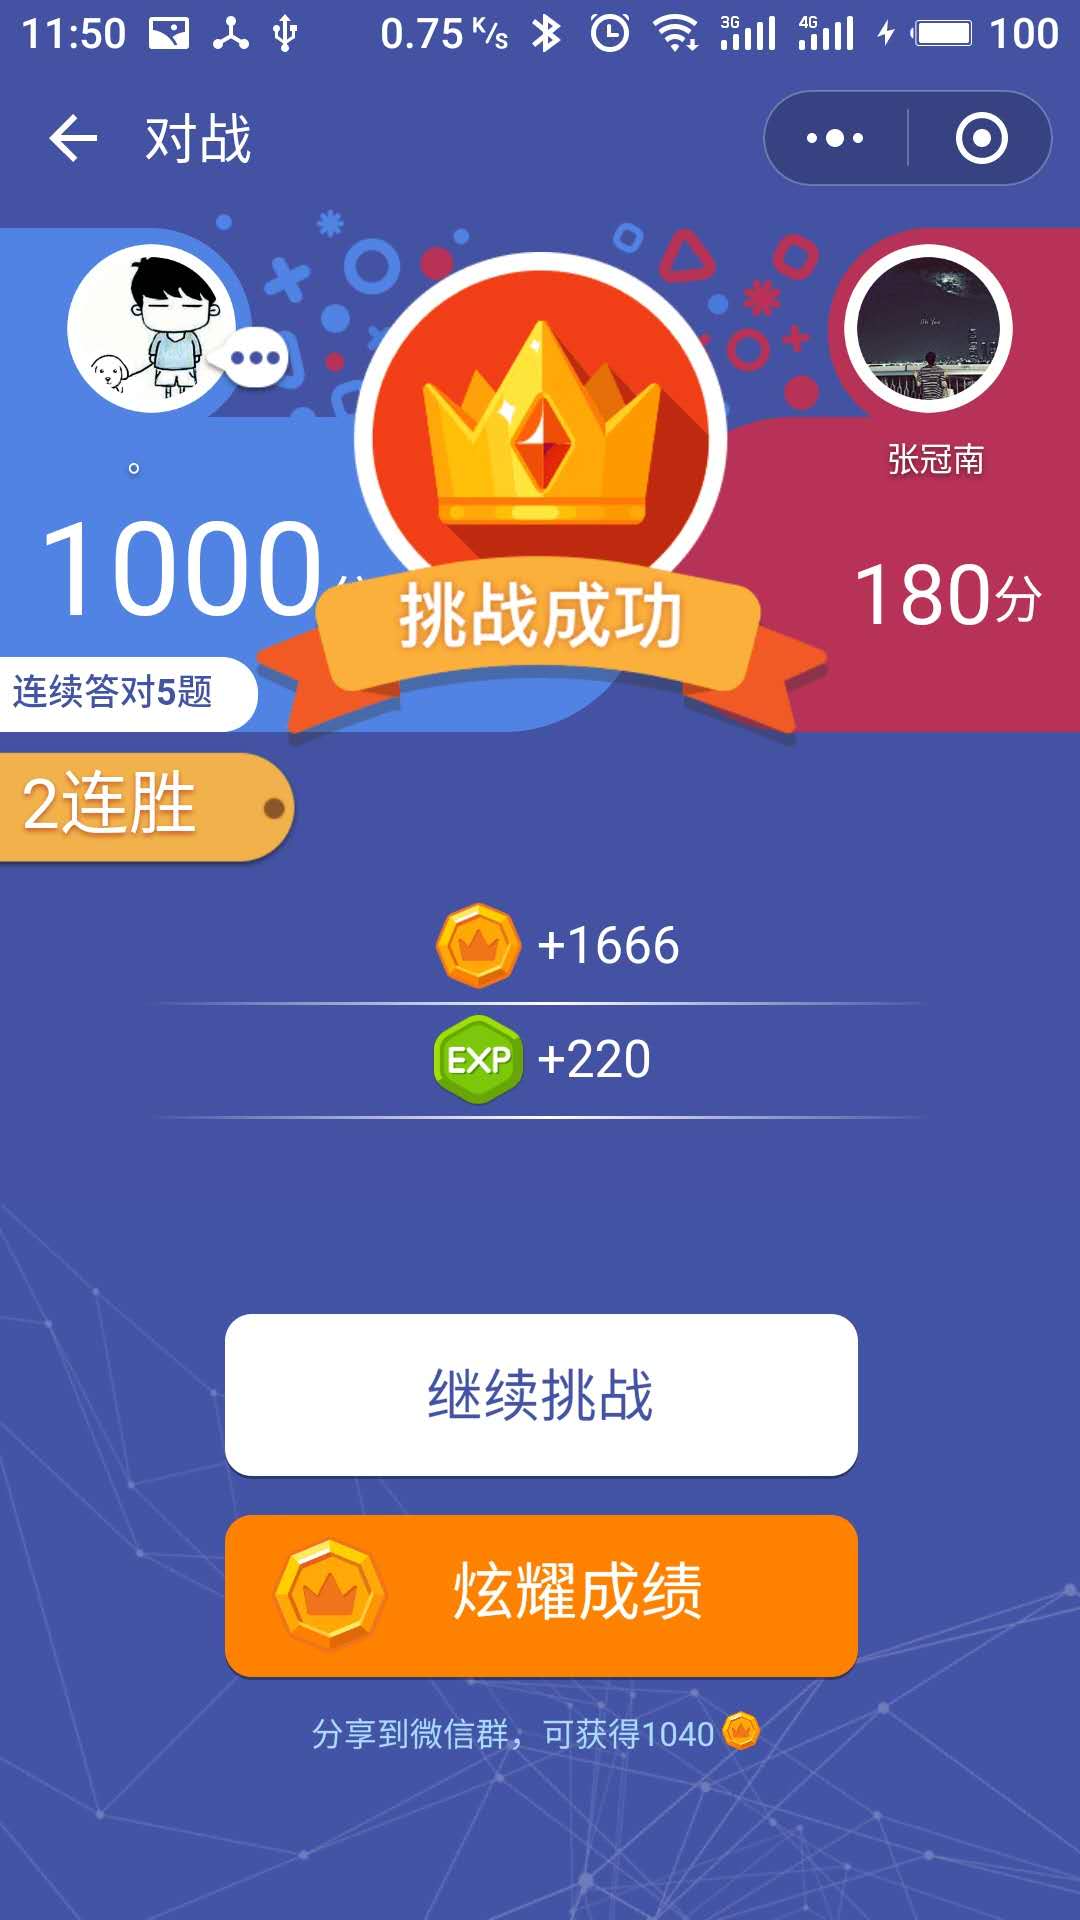 11:50 0.75 K/s 3G 4G 100
对战
。
张冠南
1000
180分
挑战成功
连续答对5题
2连胜
+1666
EXP +220
继续挑战
炫耀成绩
分享到微信群，可获得1040